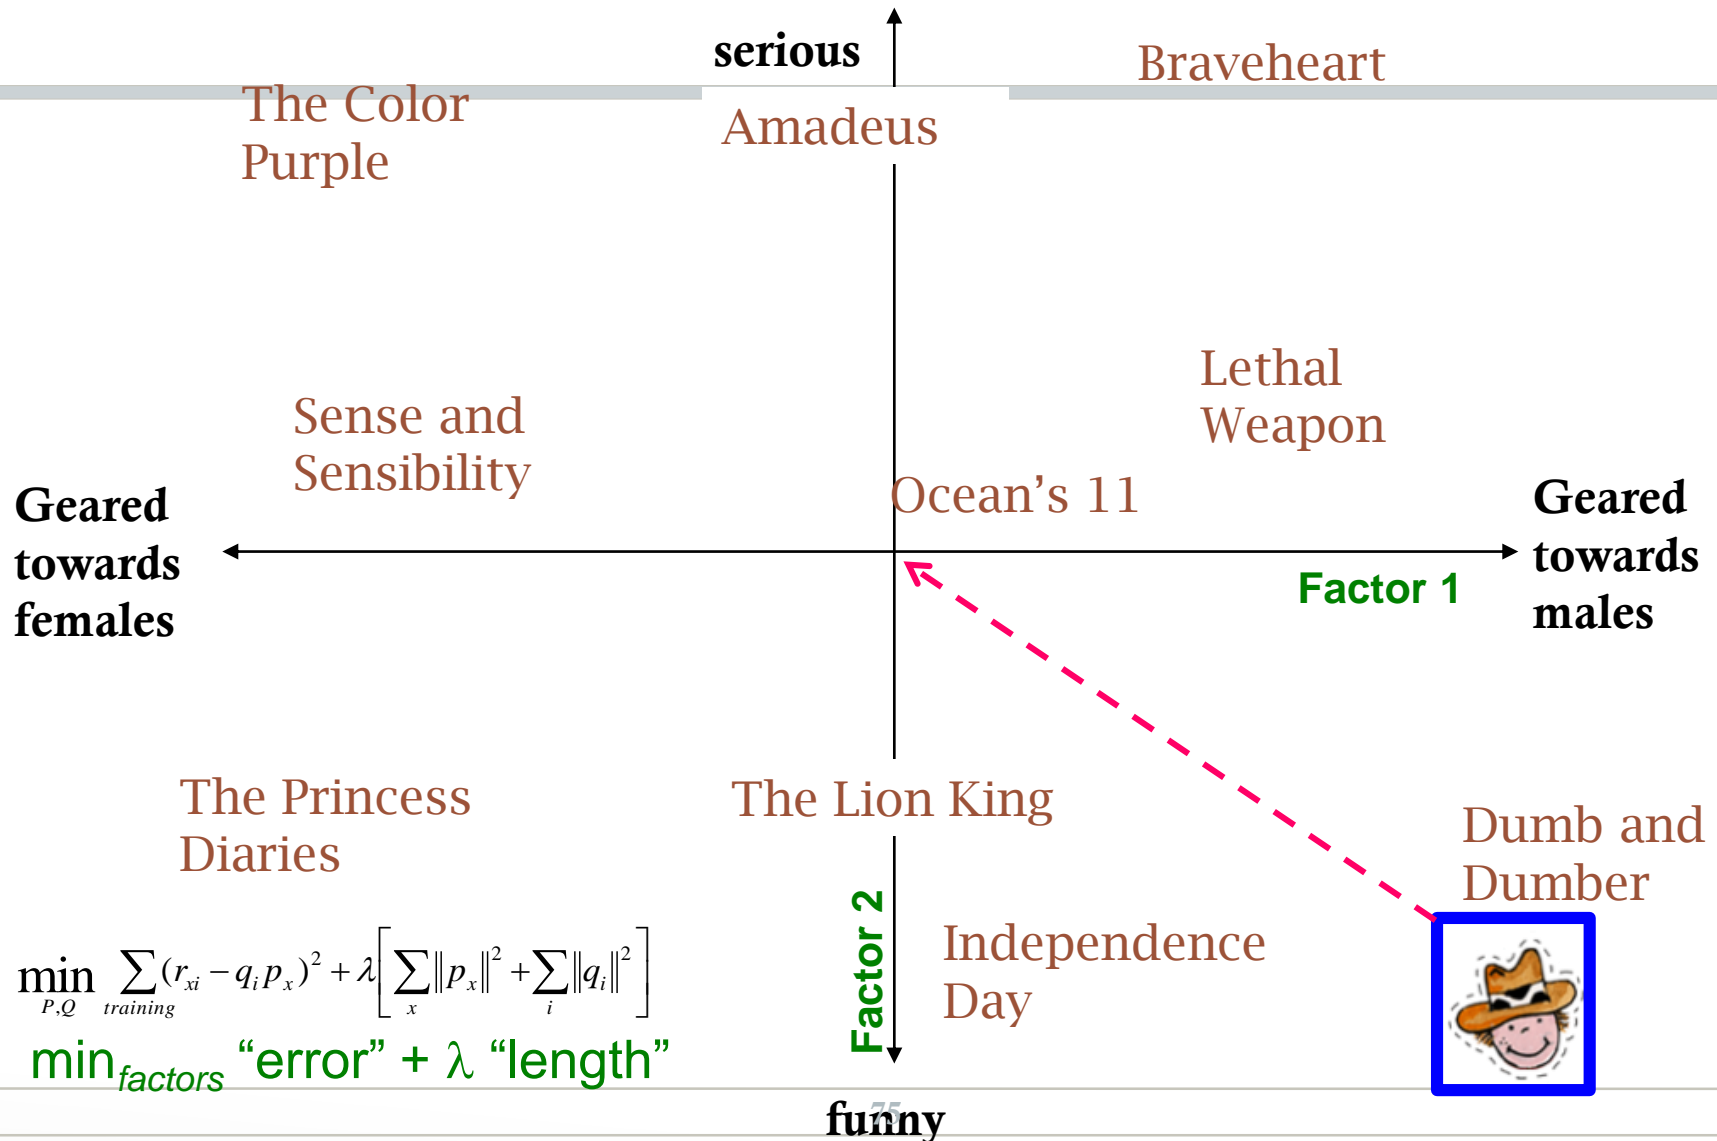 serious
Braveheart
The Color
Purple
Amadeus
Lethal
Weapon
Sense and
Sensibility
Ocean’s 11
Geared
towards
females
Geared
towards
males
Factor 1
The Princess
Diaries
The Lion King
Dumb and
Dumber
Factor 2
Independence
Day
min_{P,Q} ∑_{training} (r_{xi} − q_i p_x)^2 + λ[∑_x ‖p_x‖^2 + ∑_i ‖q_i‖^2]
min_{factors} “error” + λ “length”
75
funny